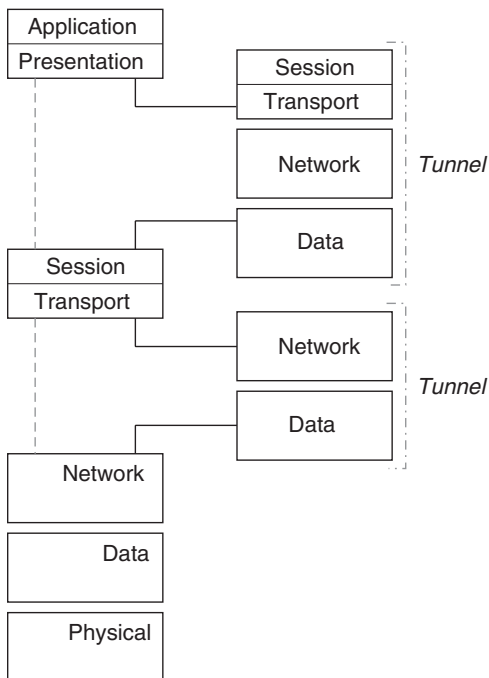 Application
Presentation
Session
Transport
Network
Tunnel
Data
Session
Transport
Network
Tunnel
Data
Network
Data
Physical